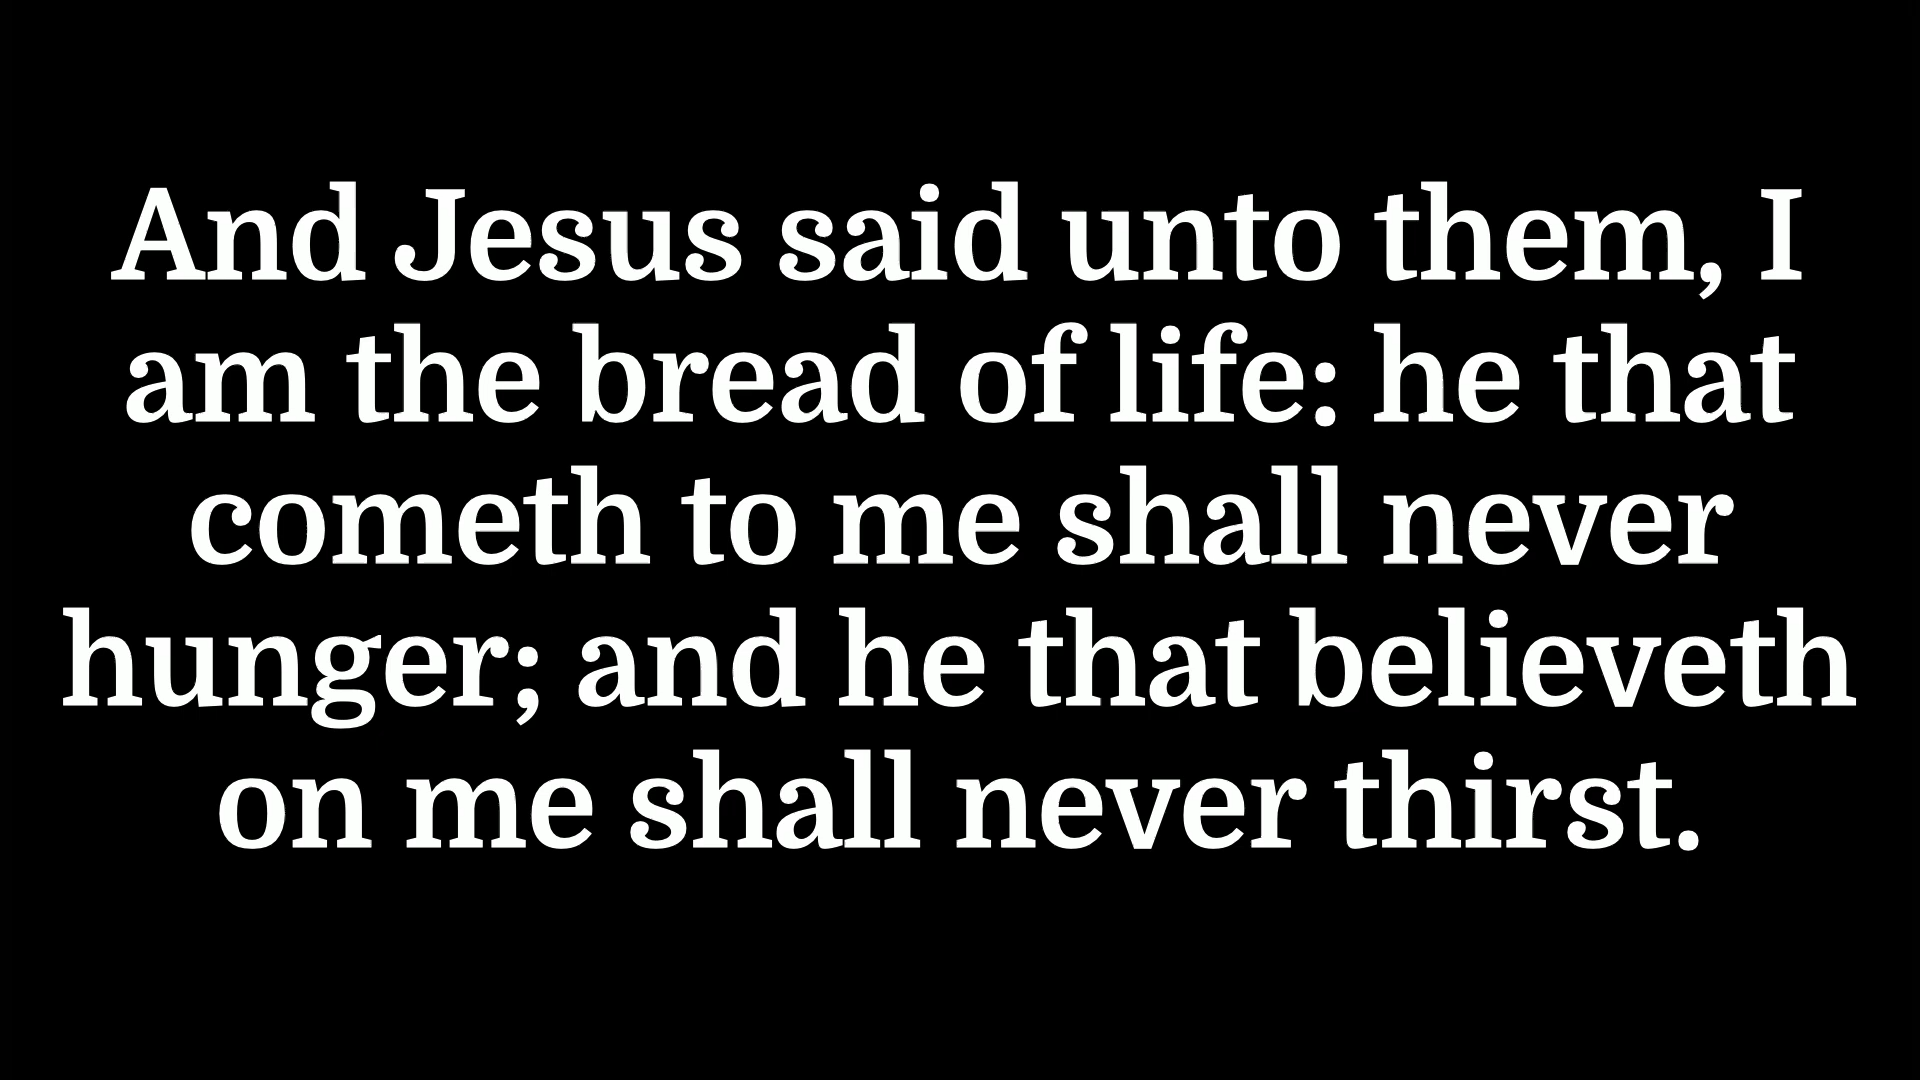 And Jesus said unto them, I
am the bread of life: he that
cometh to me shall never
hunger; and he that believeth
on me shall never thirst.